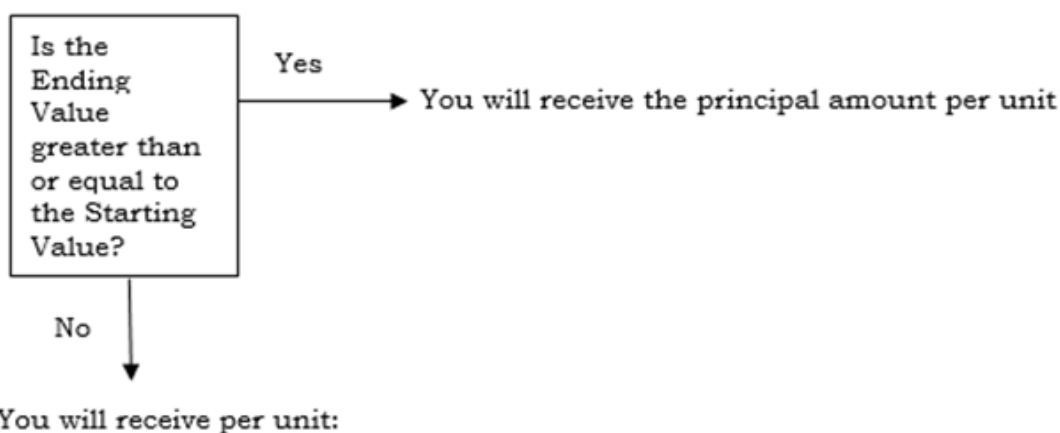 Is the
Ending
Value
greater than
or equal to
the Starting
Value?
Yes
You will receive the principal amount per unit
No
You will receive per unit: